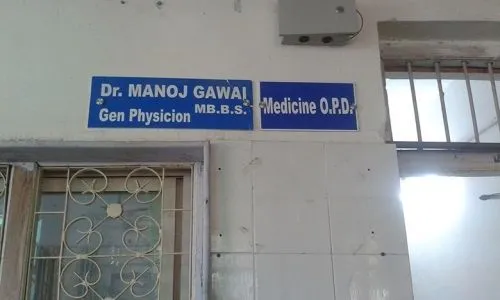 Dr. MANOJ GAWAI
MB.B.S.
Gen Physicion
Medicine O.P.D.